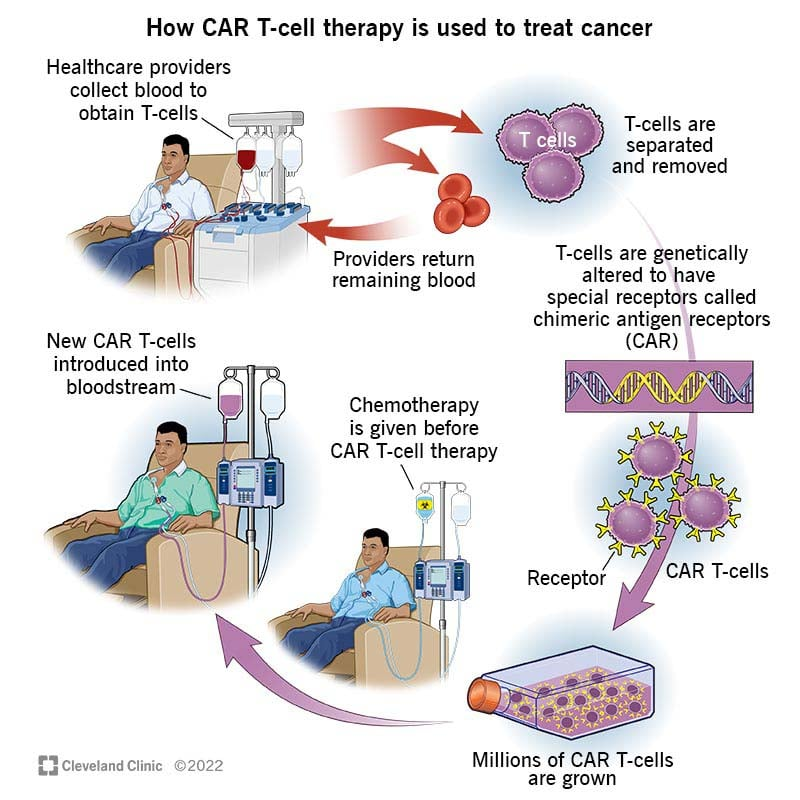 How CAR T-cell therapy is used to treat cancer
Healthcare providers
collect blood to
obtain T-cells
T cells
T-cells are
separated
and removed
Providers return
remaining blood
T-cells are genetically
altered to have
special receptors called
chimeric antigen receptors
(CAR)
Receptor
CAR T-cells
Millions of CAR T-cells
are grown
Chemotherapy
is given before
CAR T-cell therapy
New CAR T-cells
introduced into
bloodstream
Cleveland Clinic ©2022